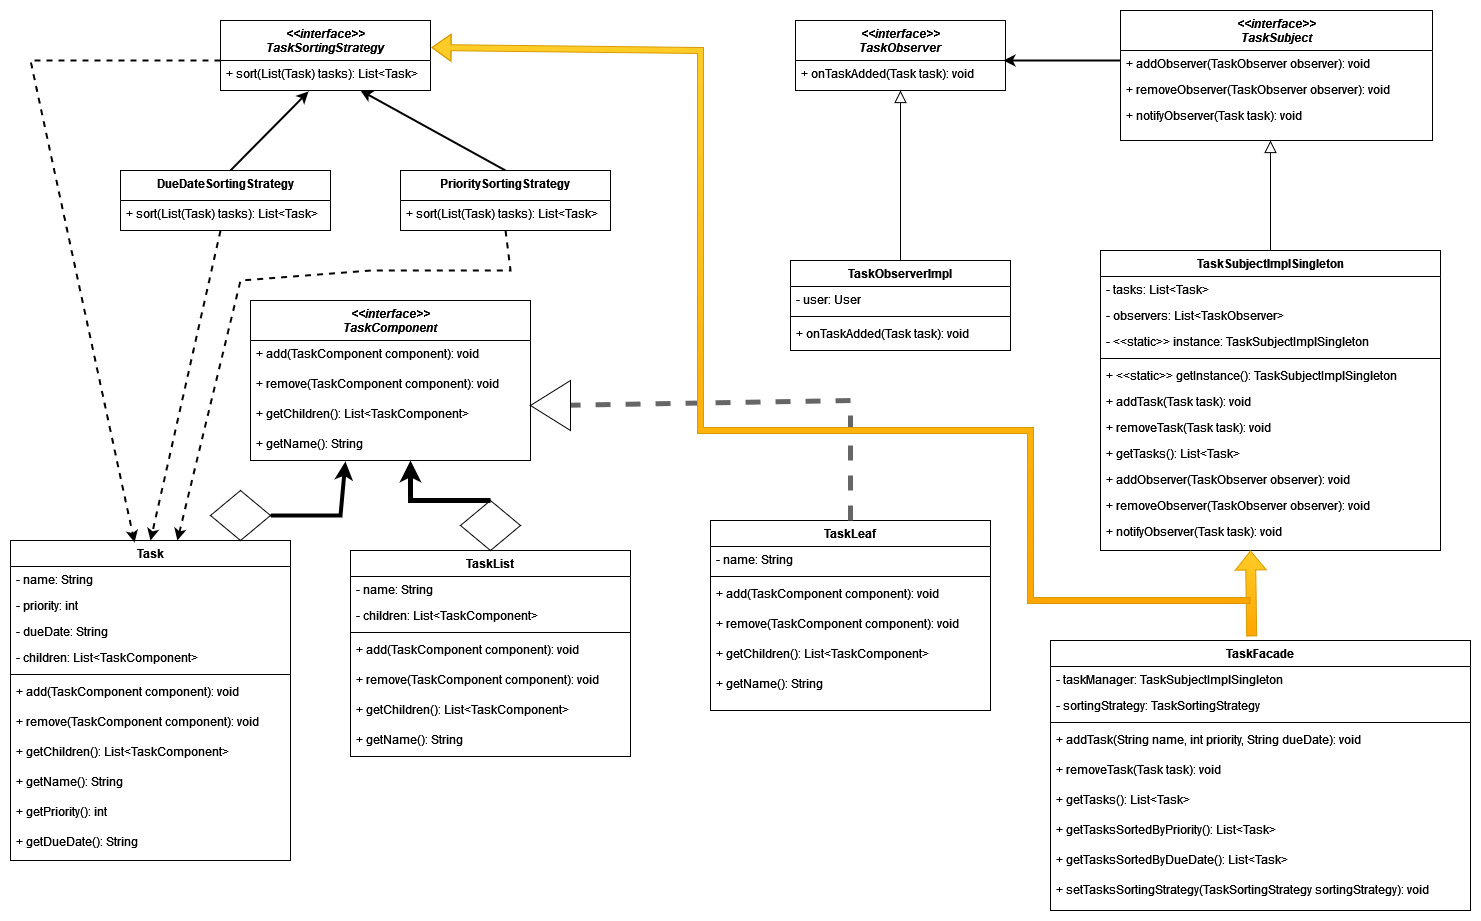 <<interface>>
TaskSortingStrategy
+ sort(List(Task) tasks): List<Task>
<<interface>>
TaskObserver
+ onTaskAdded(Task task): void
<<interface>>
TaskSubject
+ addObserver(TaskObserver observer): void
+ removeObserver(TaskObserver observer): void
+ notifyObserver(Task task): void
DueDateSortingStrategy
+ sort(List(Task) tasks): List<Task>
PrioritySortingStrategy
+ sort(List(Task) tasks): List<Task>
TaskObserverImpl
- user: User
+ onTaskAdded(Task task): void
TaskSubjectImplSingleton
- tasks: List<Task>
- observers: List<TaskObserver>
- <<static>> instance: TaskSubjectImplSingleton
+ <<static>> getInstance(): TaskSubjectImplSingleton
+ addTask(Task task): void
+ removeTask(Task task): void
+ getTasks(): List<Task>
+ addObserver(TaskObserver observer): void
+ removeObserver(TaskObserver observer): void
+ notifyObserver(Task task): void
<<interface>>
TaskComponent
+ add(TaskComponent component): void
+ remove(TaskComponent component): void
+ getChildren(): List<TaskComponent>
+ getName(): String
Task
- name: String
- priority: int
- dueDate: String
- children: List<TaskComponent>
+ add(TaskComponent component): void
+ remove(TaskComponent component): void
+ getChildren(): List<TaskComponent>
+ getName(): String
+ getPriority(): int
+ getDueDate(): String
TaskList
- name: String
- children: List<TaskComponent>
+ add(TaskComponent component): void
+ remove(TaskComponent component): void
+ getChildren(): List<TaskComponent>
+ getName(): String
TaskLeaf
- name: String
+ add(TaskComponent component): void
+ remove(TaskComponent component): void
+ getChildren(): List<TaskComponent>
+ getName(): String
TaskFacade
- taskManager: TaskSubjectImplSingleton
- sortingStrategy: TaskSortingStrategy
+ addTask(String name, int priority, String dueDate): void
+ removeTask(Task task): void
+ getTasks(): List<Task>
+ getTasksSortedByPriority(): List<Task>
+ getTasksSortedByDueDate(): List<Task>
+ setTasksSortingStrategy(TaskSortingStrategy sortingStrategy): void